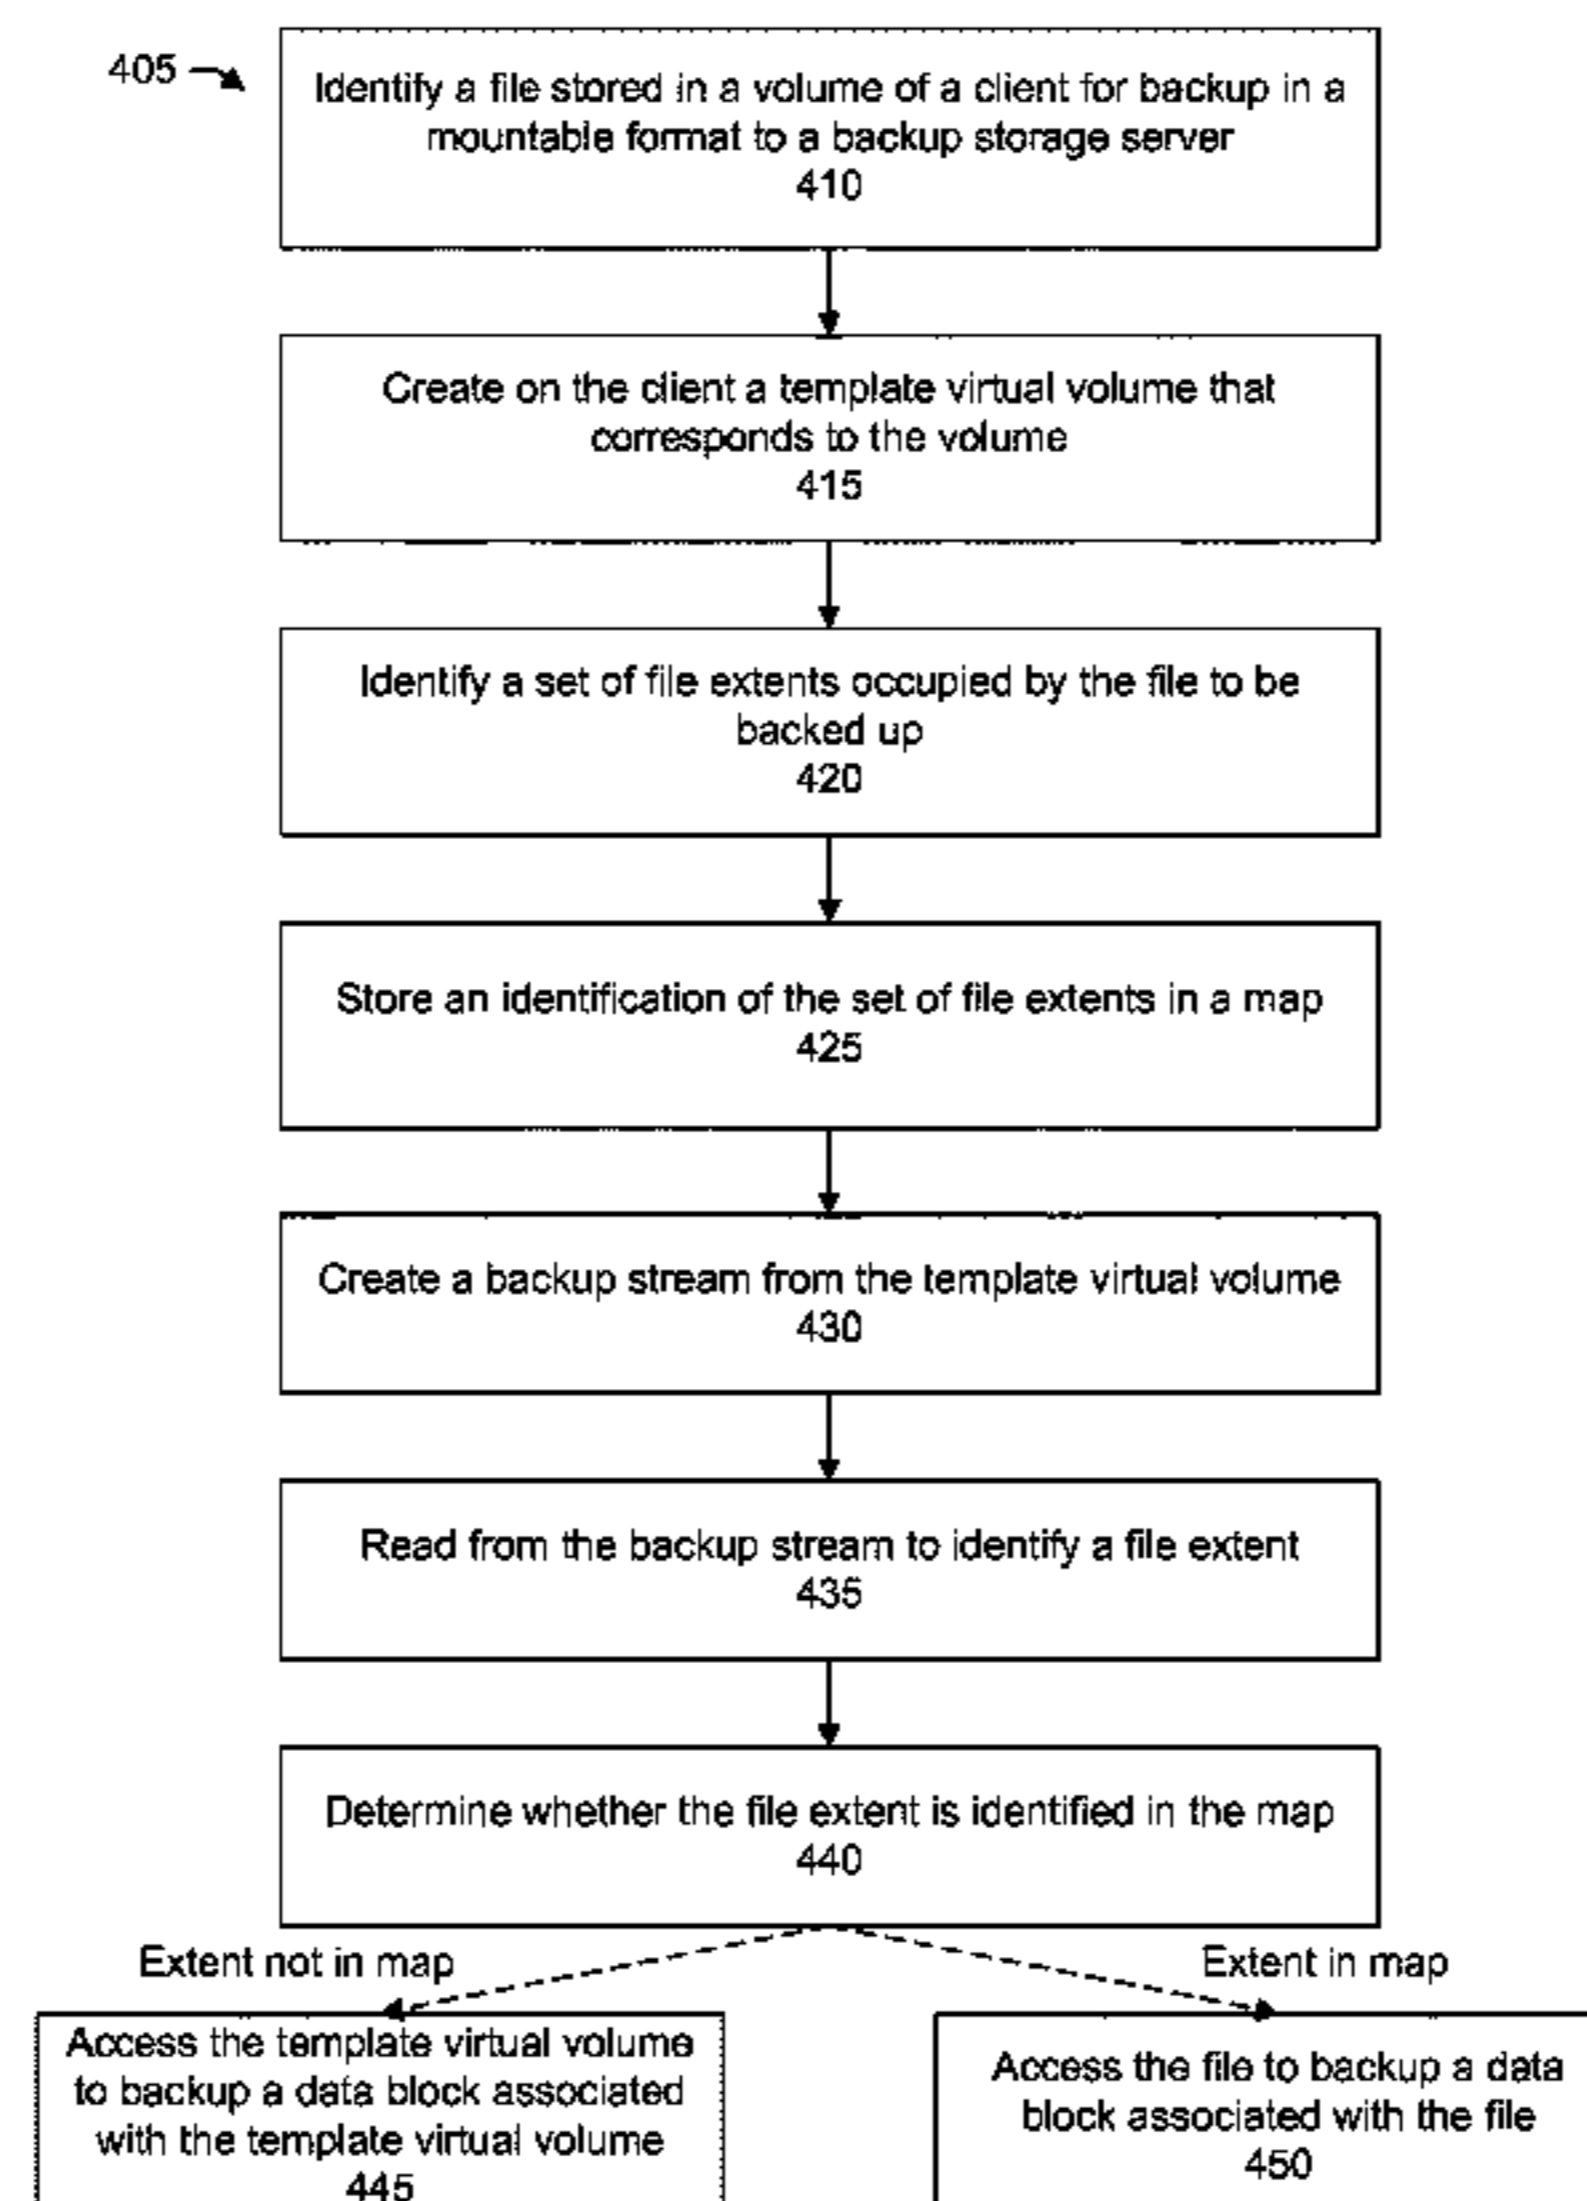 405
Identify a file stored in a volume of a client for backup in a
mountable format to a backup storage server
410
Create on the client a template virtual volume that
corresponds to the volume
415
Identify a set of file extents occupied by the file to be
backed up
420
Store an identification of the set of file extents in a map
425
Create a backup stream from the template virtual volume
430
Read from the backup stream to identify a file extent
435
Determine whether the file extent is identified in the map
440
Extent not in map
Extent in map
Access the template virtual volume
to backup a data block associated
with the template virtual volume
445
Access the file to backup a data
block associated with the file
450